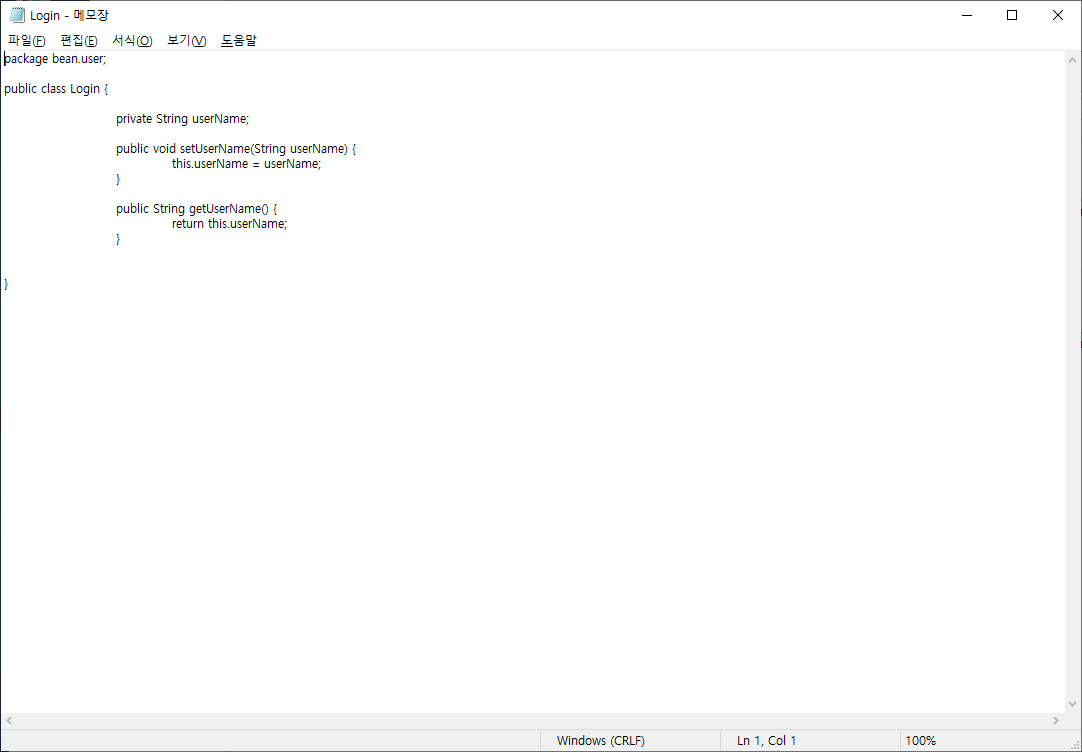 Login - 메모장
파일(F) 편집(E) 서식(O) 보기(V) 도움말
package bean.user;
public class Login {
private String userName;
public void setUserName(String userName) {
this.userName = userName;
}
public String getUserName() {
return this.userName;
}
}
Windows (CRLF) Ln 1, Col 1 100%